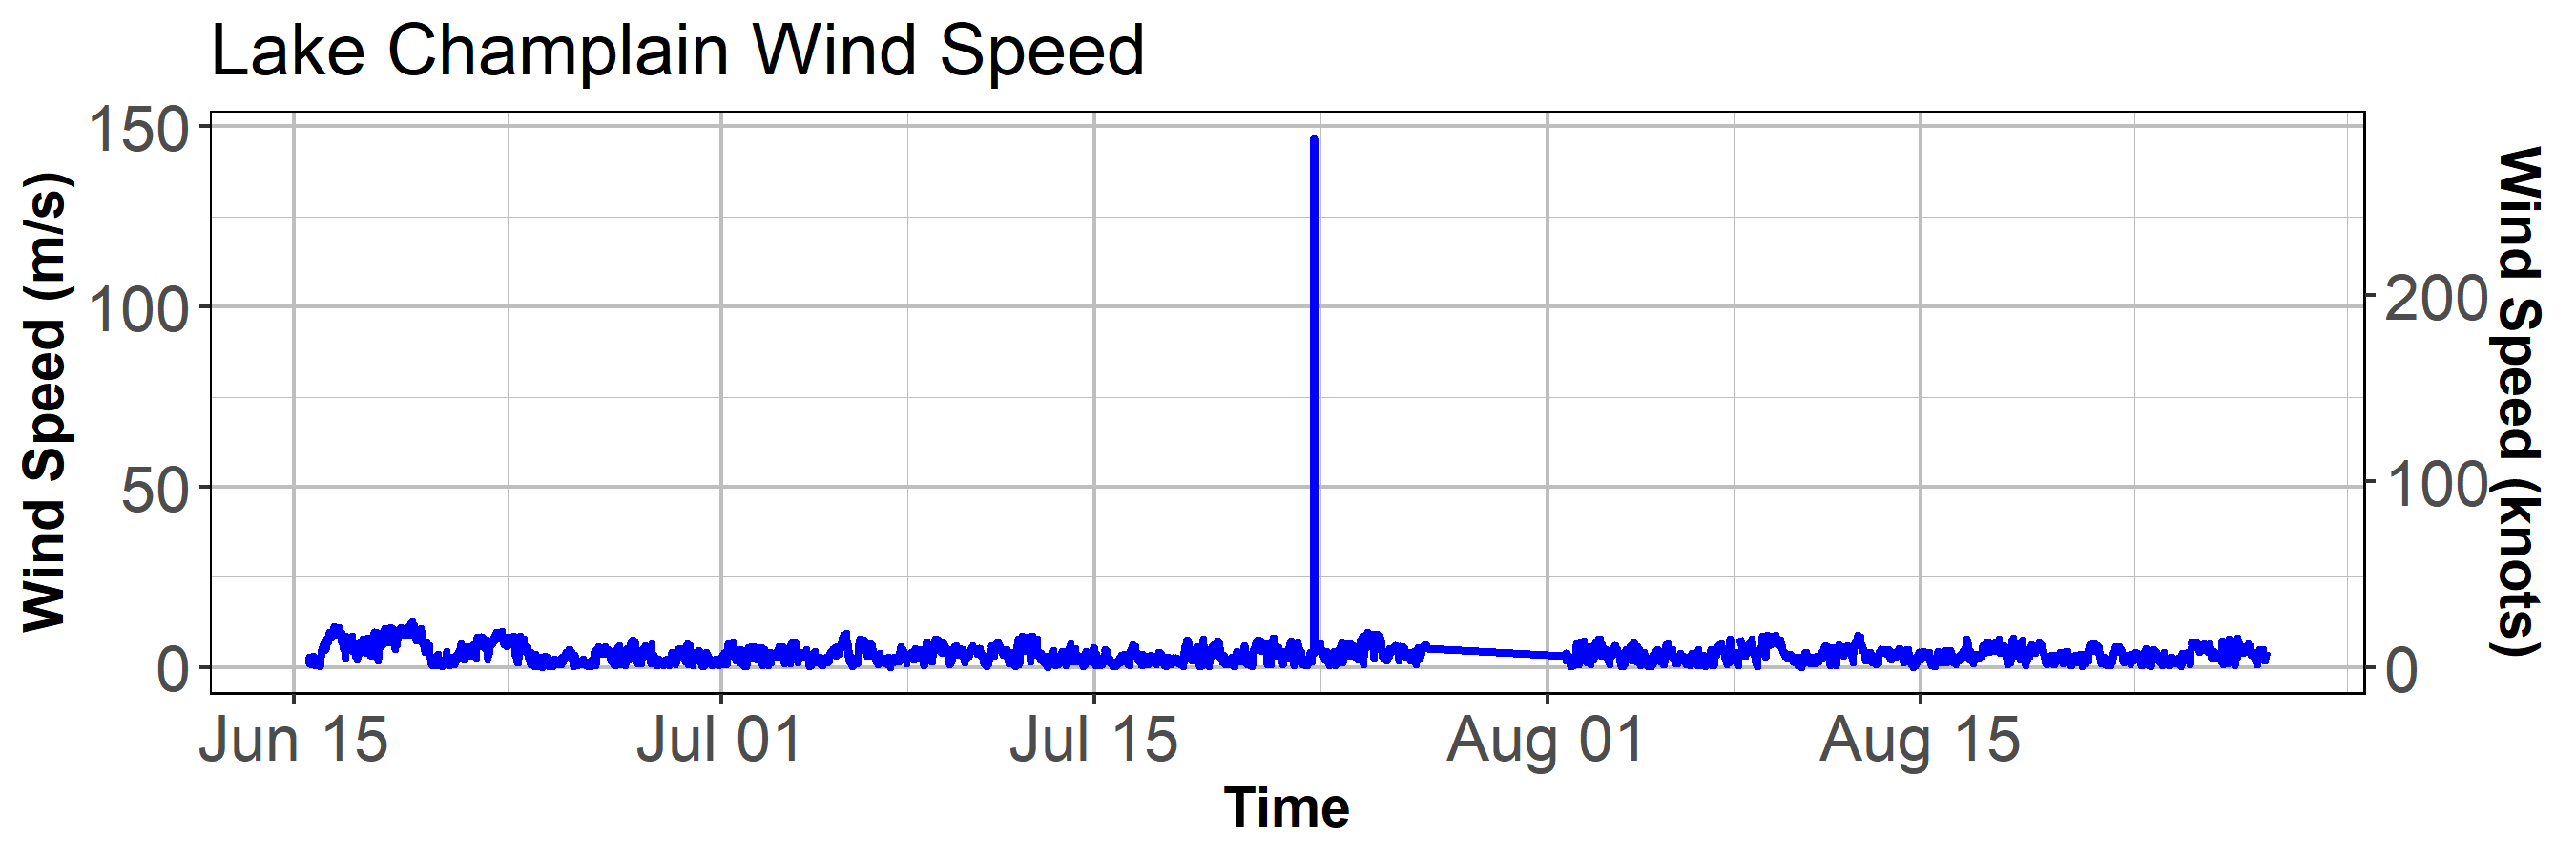 Lake Champlain Wind Speed
Wind Speed (m/s)
150
100
50
0
Wind Speed (knots)
200
100
0
Jun 15
Jul 01
Jul 15
Aug 01
Aug 15
Time